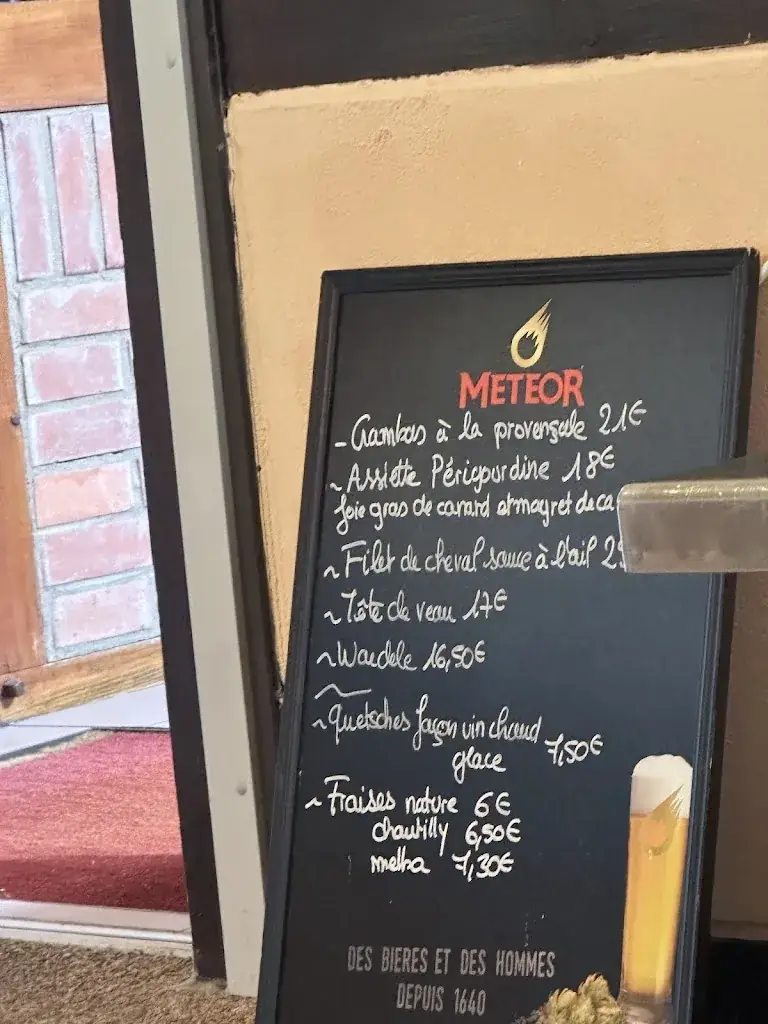 METEOR
- Gambas à la provençale 21€
~ Assiette Périgourdine 18€
foie gras de canard et magret de ca
~ Filet de cheval sauce à l'ail 2
~ Tête de veau 17€
~ Waedele 16,50€
~ Quetsches façon vin chaud
glace 7,50€
~ Fraises nature 6€
chantilly 6,50€
melba 7,30€
DES BIERES ET DES HOMMES
DEPUIS 1640